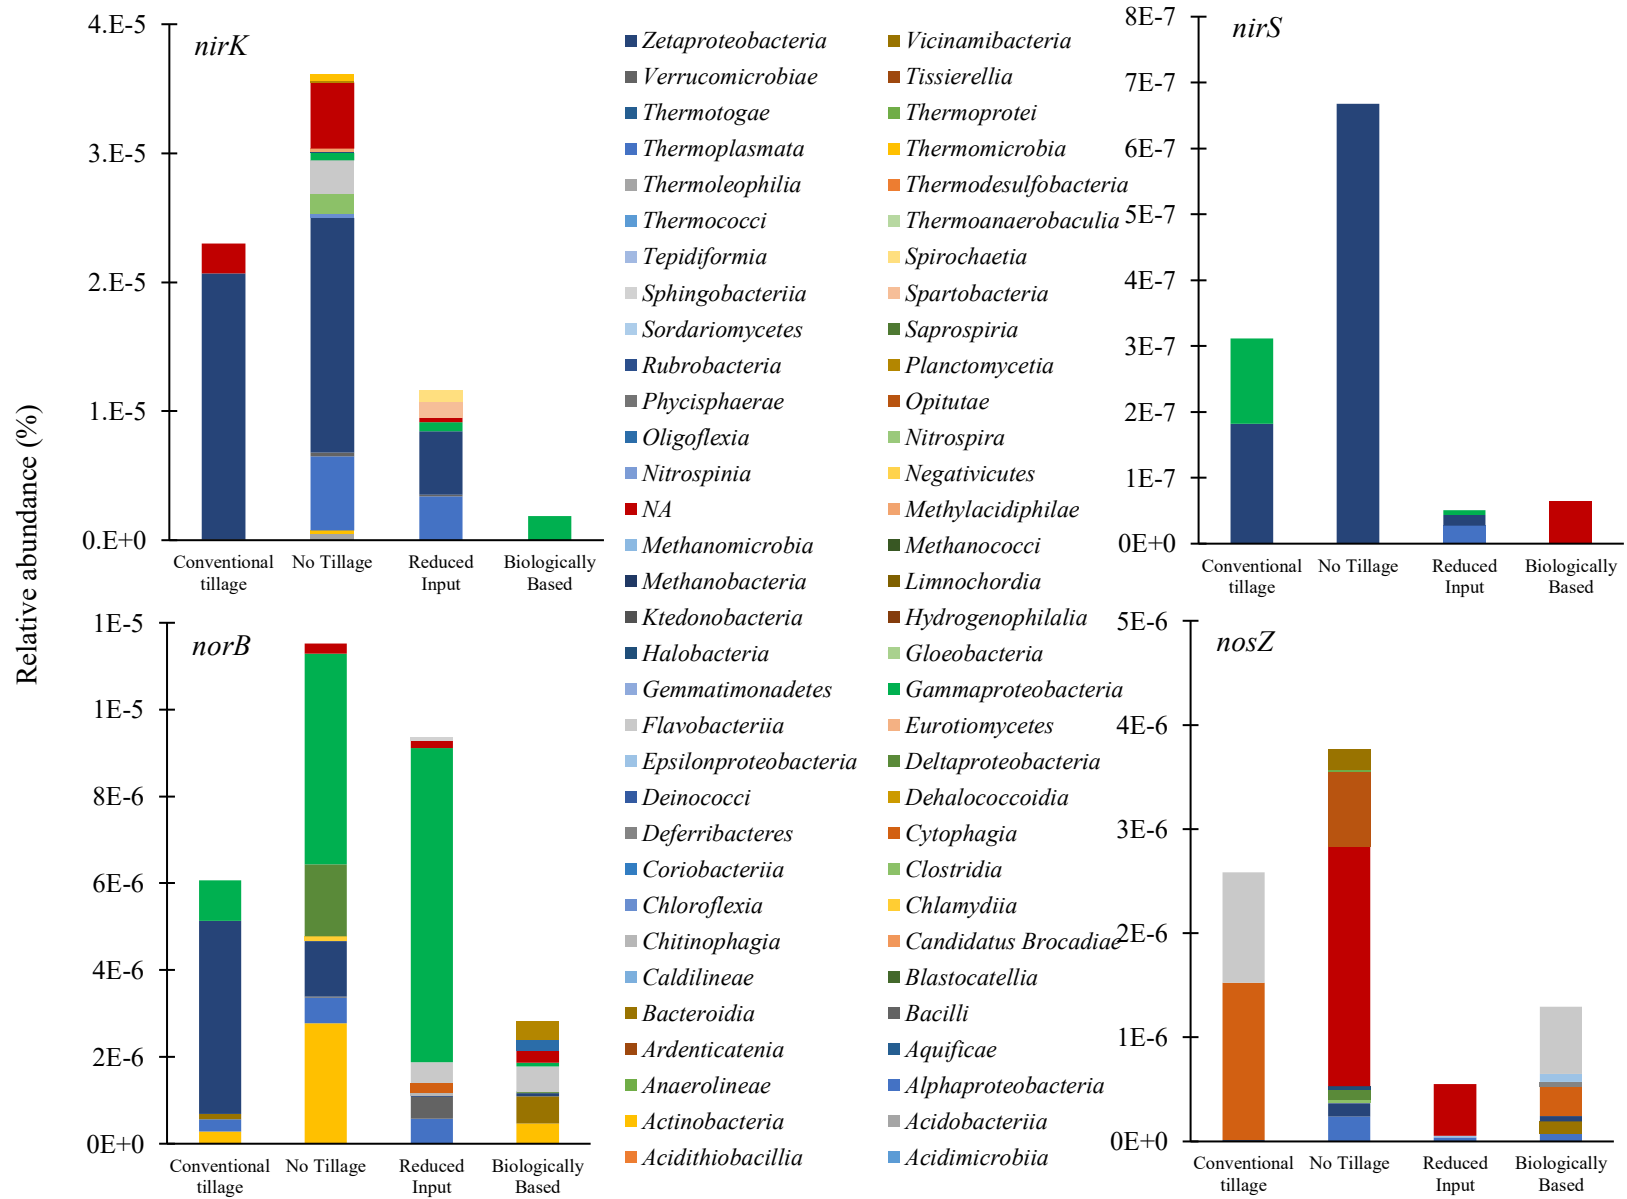 Relative abundance (%)
nirK
4.E-5
3.E-5
2.E-5
1.E-5
0.E+0
Conventional tillage
No Tillage
Reduced Input
Biologically Based
norB
1E-5
1E-5
8E-6
6E-6
4E-6
2E-6
0E+0
Conventional tillage
No Tillage
Reduced Input
Biologically Based
Zetaproteobacteria
Vicinamibacteria
Verrucomicrobiae
Tissierellia
Thermotogae
Thermoprotei
Thermoplasmata
Thermomicrobia
Thermoleophilia
Thermodesulfobacteria
Thermococci
Thermoanaerobaculia
Tepidiformia
Spirochaetia
Sphingobacteriia
Spartobacteria
Sordariomycetes
Saprospiria
Rubrobacteria
Planctomycetia
Phycisphaerae
Opitutae
Oligoflexia
Nitrospira
Nitrospinia
Negativicutes
NA
Methylacidiphilae
Methanomicrobia
Methanococci
Methanobacteria
Limnochordia
Ktedonobacteria
Hydrogenophilalia
Halobacteria
Gloeobacteria
Gemmatimonadetes
Gammaproteobacteria
Flavobacteriia
Eurotiomycetes
Epsilonproteobacteria
Deltaproteobacteria
Deinococci
Dehalococcoidia
Deferribacteres
Cytophagia
Coriobacteriia
Clostridia
Chloroflexia
Chlamydiia
Chitinophagia
Candidatus Brocadiae
Caldilineae
Blastocatellia
Bacteroidia
Bacilli
Ardenticatenia
Aquificae
Anaerolineae
Alphaproteobacteria
Actinobacteria
Acidobacteriia
Acidithiobacillia
Acidimicrobiia
nirS
8E-7
7E-7
6E-7
5E-7
4E-7
3E-7
2E-7
1E-7
0E+0
Conventional tillage
No Tillage
Reduced Input
Biologically Based
nosZ
5E-6
4E-6
3E-6
2E-6
1E-6
0E+0
Conventional tillage
No Tillage
Reduced Input
Biologically Based